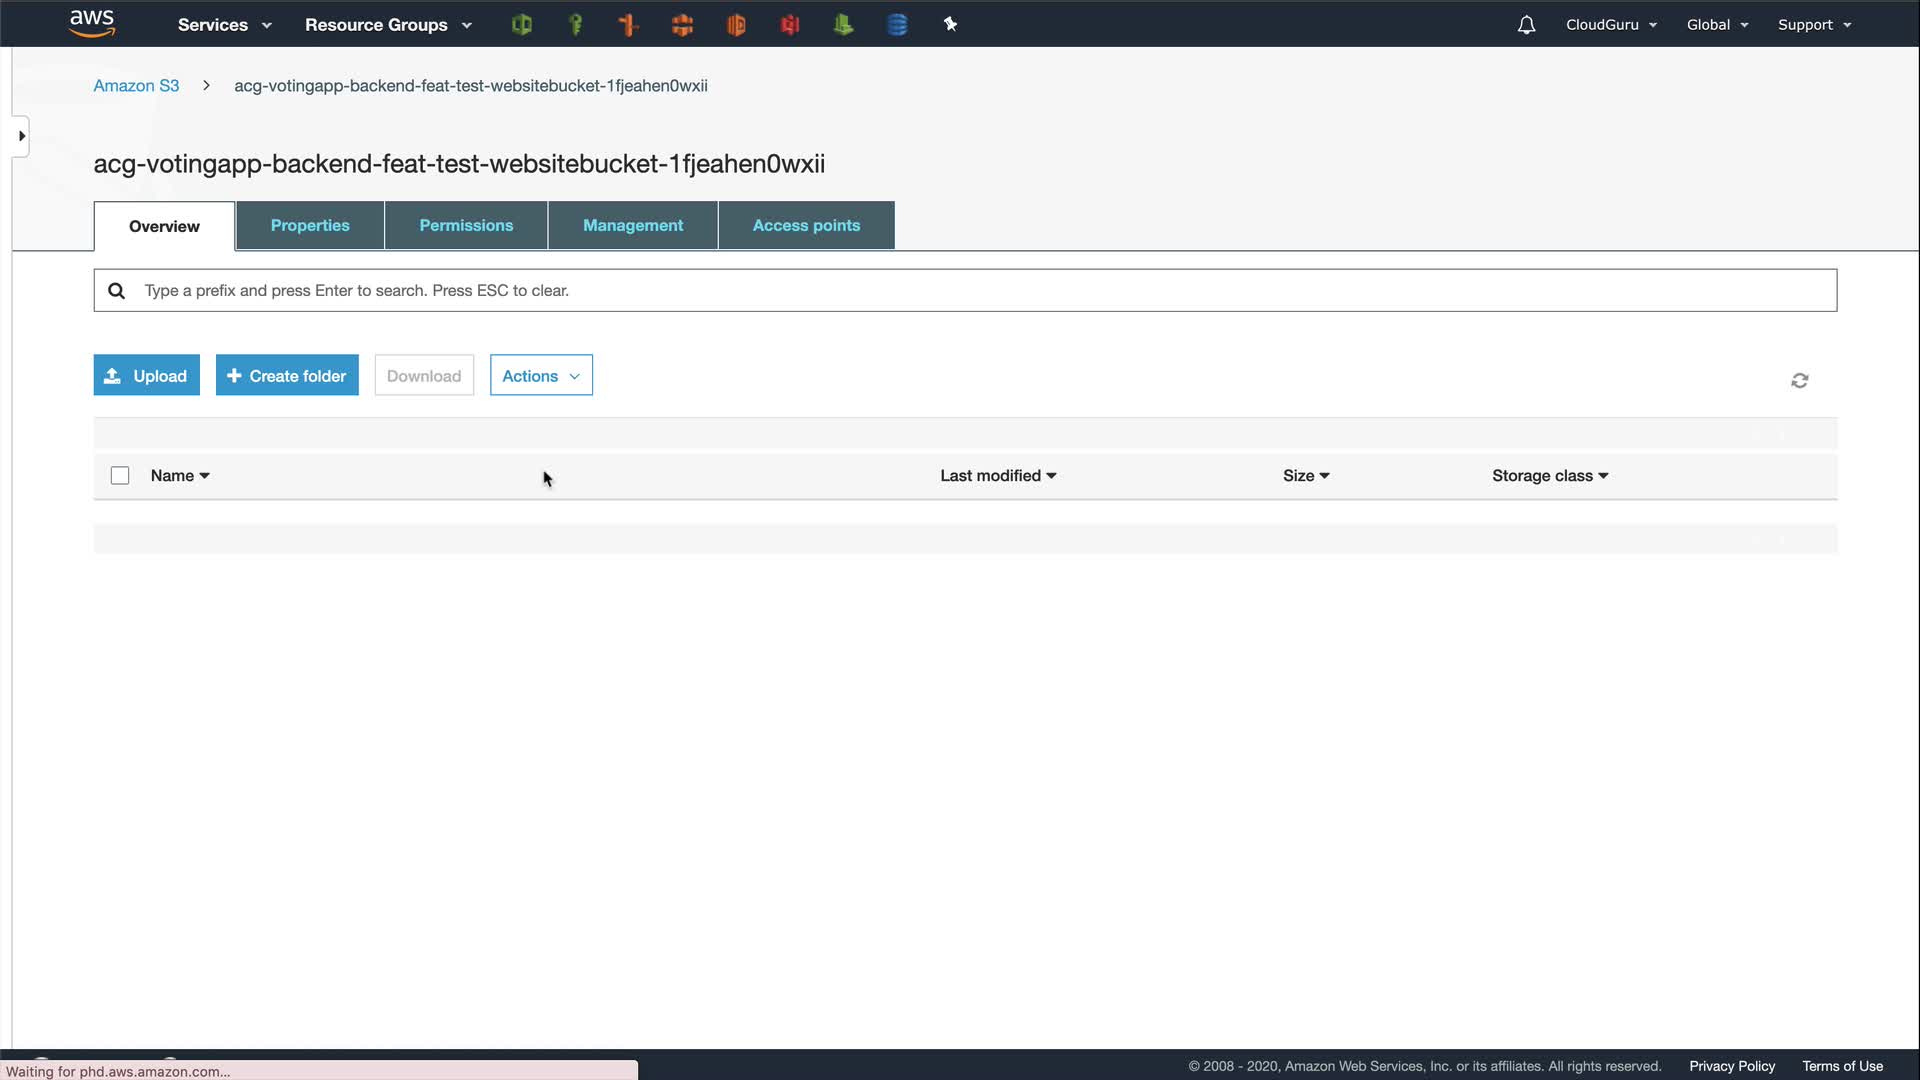 aws Services Resource Groups CloudGuru Global Support
Amazon S3 > acg-votingapp-backend-feat-test-websitebucket-1fjeahen0wxii
acg-votingapp-backend-feat-test-websitebucket-1fjeahen0wxii
Overview Properties Permissions Management Access points
Type a prefix and press Enter to search. Press ESC to clear.
Upload + Create folder Download Actions
Name Last modified Size Storage class
Waiting for phd.aws.amazon.com...
© 2008 - 2020, Amazon Web Services, Inc. or its affiliates. All rights reserved. Privacy Policy Terms of Use